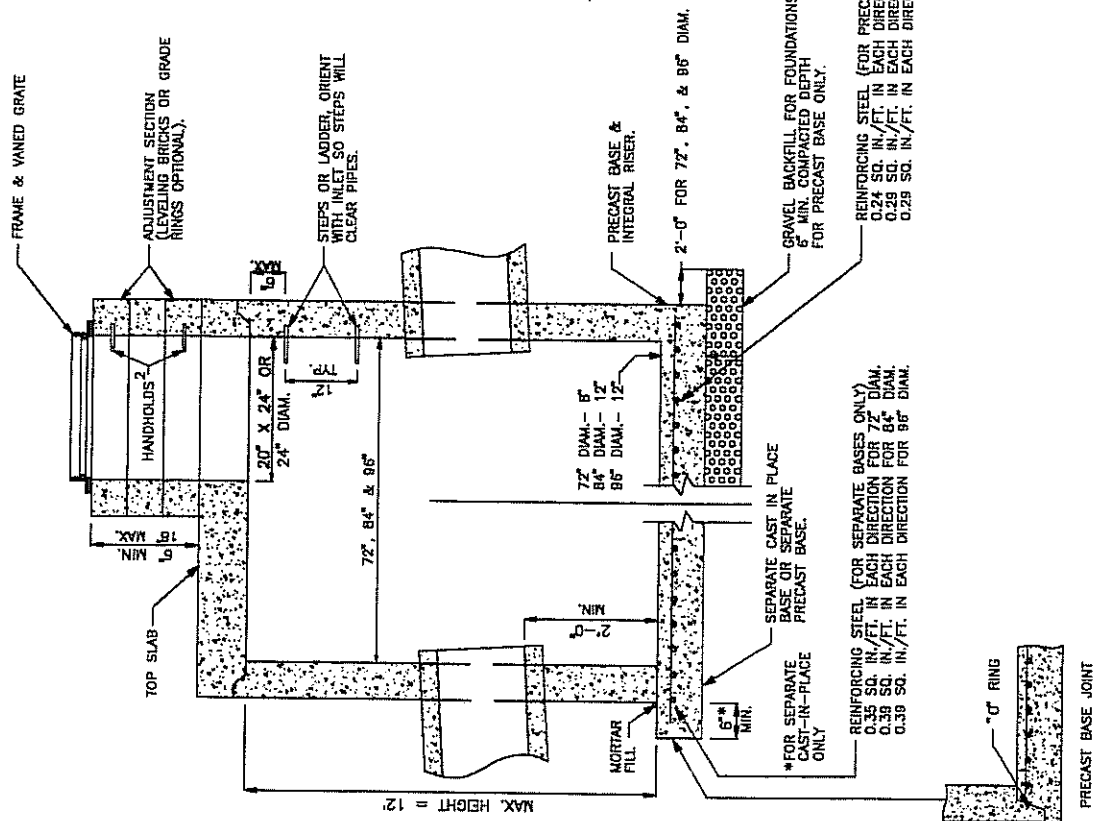 FRAME & VANED GRATE
ADJUSTMENT SECTION
(LEVELING BRICKS OR GRADE
RINGS OPTIONAL).
STEPS OR LADDER, ORIENT
WITH INLET SO STEPS WILL
CLEAR PIPES.
TOP SLAB
6" MIN.
16" MAX.
HANDHOLDS 2
6"
MAX.
20" X 24" OR
24" DIAM.
12"
TYP.
72", 84" & 96"
MAX. HEIGHT = 12'
2'-0"
MIN.
PRECAST BASE &
INTEGRAL RISER.
2'-0" FOR 72", 84", & 96" DIAM.
72" DIAM.- 8"
84" DIAM.- 12"
96" DIAM.- 12"
GRAVEL BACKFILL FOR FOUNDATIONS
6" MIN. COMPACTED DEPTH
FOR PRECAST BASE ONLY.
REINFORCING STEEL (FOR PREC
0.24 SQ. IN./FT. IN EACH DIRE
0.29 SQ. IN./FT. IN EACH DIRE
0.29 SQ. IN./FT. IN EACH DIRE
MORTAR
FILL
6"*
MIN.
*FOR SEPARATE
CAST-IN-PLACE
ONLY
SEPARATE CAST IN PLACE
BASE OR SEPARATE
PRECAST BASE.
REINFORCING STEEL (FOR SEPARATE BASES ONLY)
0.35 SQ. IN./FT. IN EACH DIRECTION FOR 72" DIAM.
0.39 SQ. IN./FT. IN EACH DIRECTION FOR 84" DIAM.
0.39 SQ. IN./FT. IN EACH DIRECTION FOR 96" DIAM.
"O" RING
PRECAST BASE JOINT